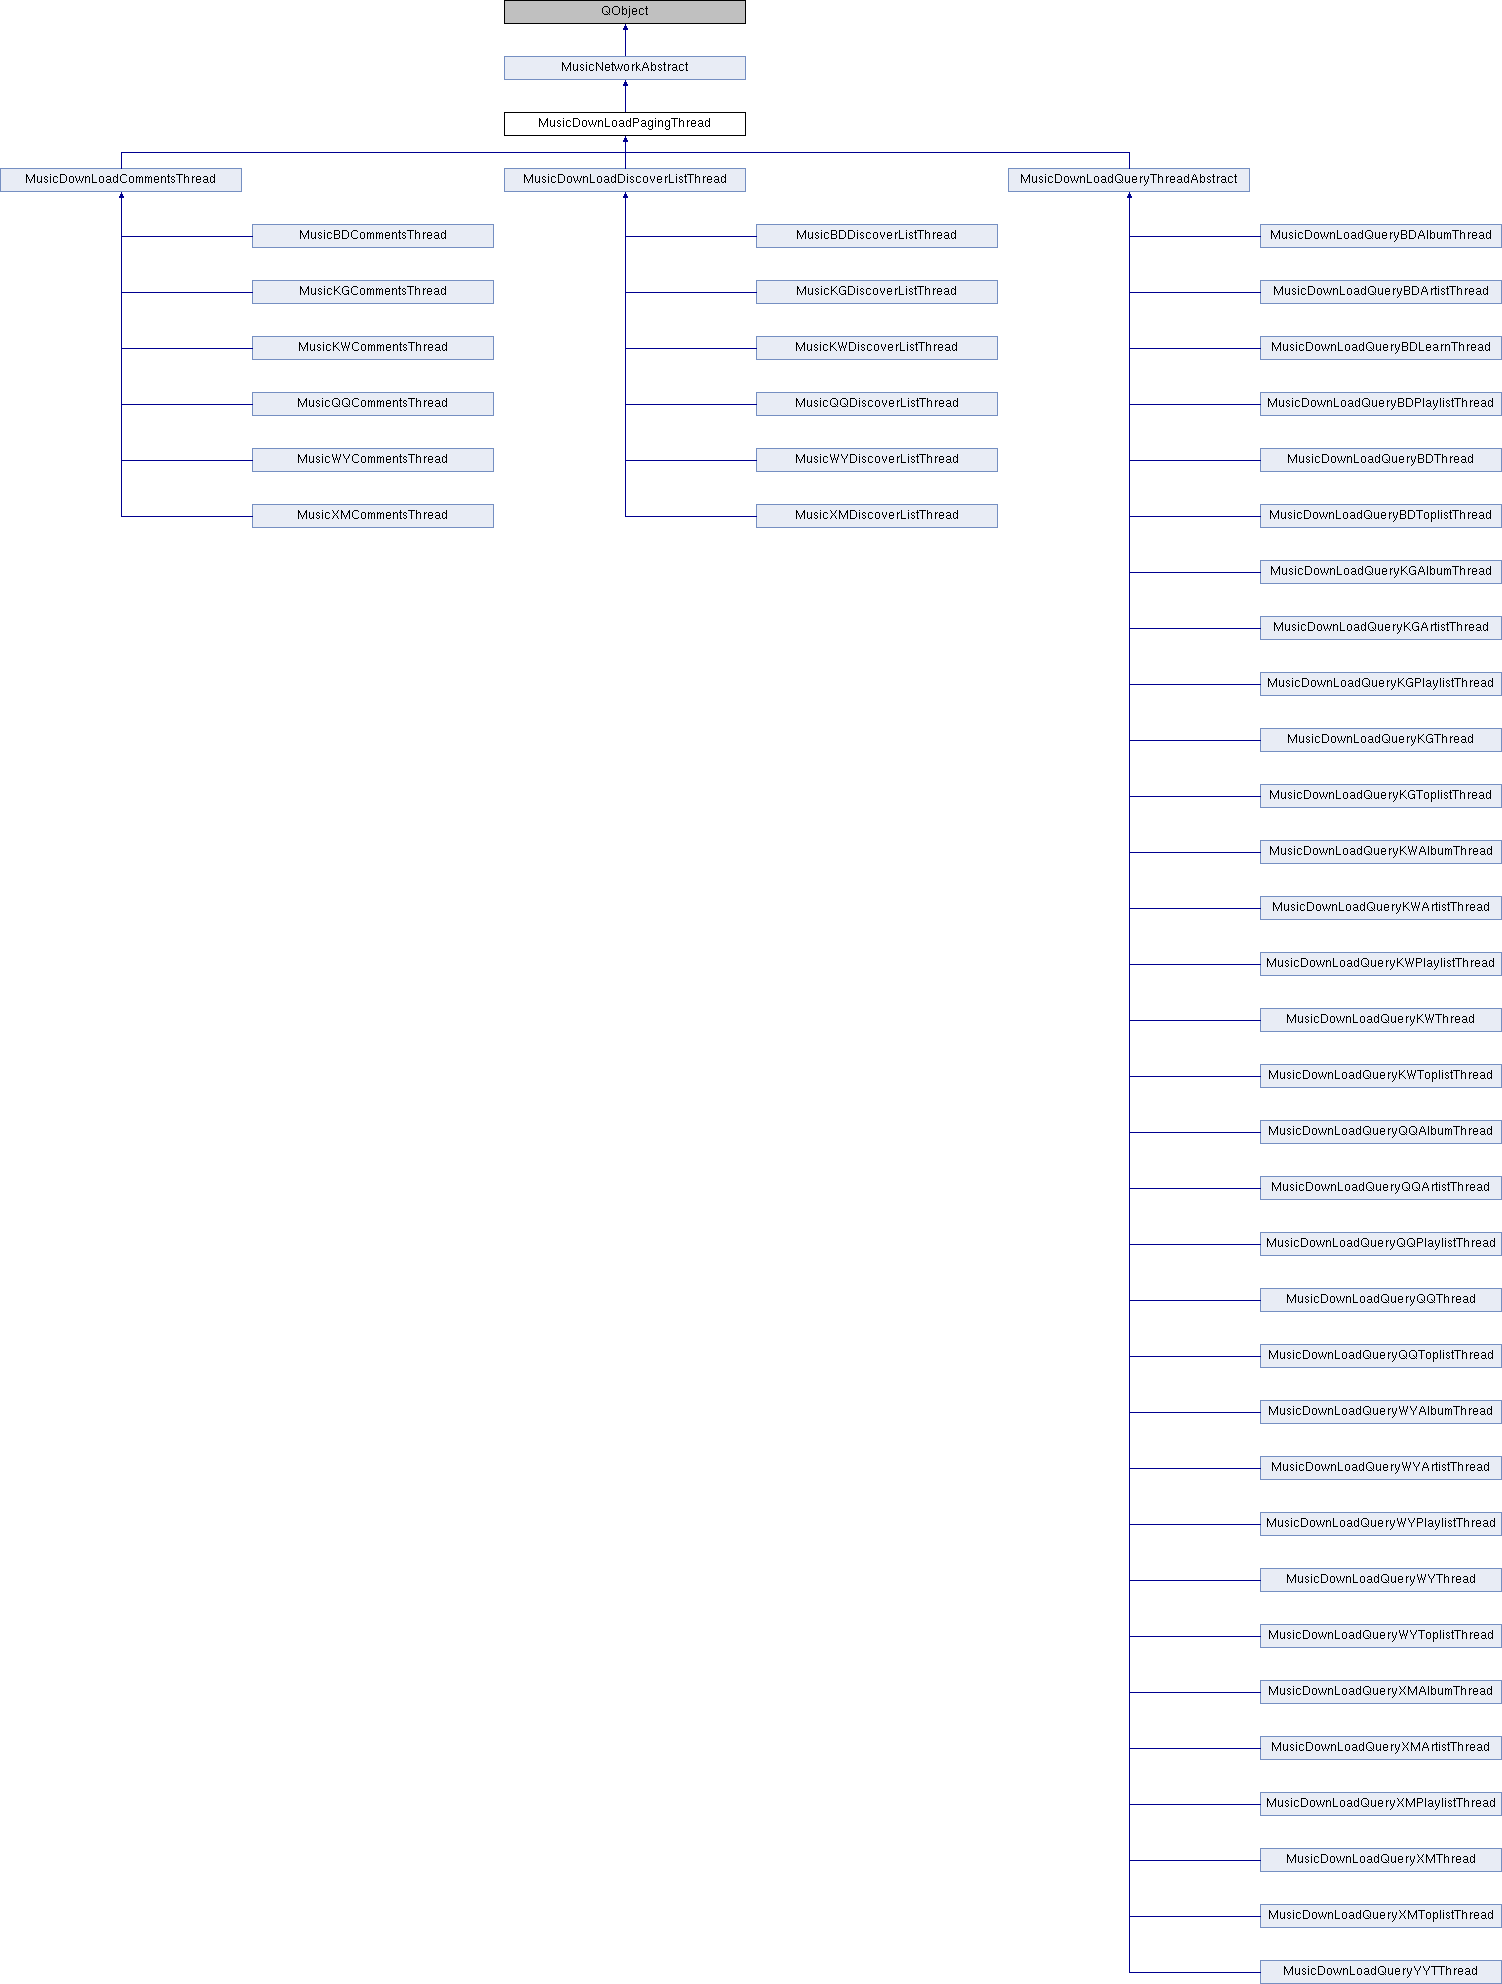 QObject
MusicNetworkAbstract
MusicDownLoadPagingThread
MusicDownLoadCommentsThread
MusicDownLoadDiscoverListThread
MusicDownLoadQueryThreadAbstract
MusicBDCommentsThread
MusicBDDiscoverListThread
MusicDownLoadQueryBDAlbumThread
MusicKGCommentsThread
MusicKGDiscoverListThread
MusicDownLoadQueryBDArtistThread
MusicKWCommentsThread
MusicKWDiscoverListThread
MusicDownLoadQueryBDLearnThread
MusicQQCommentsThread
MusicQQDiscoverListThread
MusicDownLoadQueryBDPlaylistThread
MusicWYCommentsThread
MusicWYDiscoverListThread
MusicDownLoadQueryBDThread
MusicXMCommentsThread
MusicXMDiscoverListThread
MusicDownLoadQueryBDToplistThread
MusicDownLoadQueryKGAlbumThread
MusicDownLoadQueryKGArtistThread
MusicDownLoadQueryKGPlaylistThread
MusicDownLoadQueryKGThread
MusicDownLoadQueryKGToplistThread
MusicDownLoadQueryKWAlbumThread
MusicDownLoadQueryKWArtistThread
MusicDownLoadQueryKWPlaylistThread
MusicDownLoadQueryKWThread
MusicDownLoadQueryKWToplistThread
MusicDownLoadQueryQQAlbumThread
MusicDownLoadQueryQQArtistThread
MusicDownLoadQueryQQPlaylistThread
MusicDownLoadQueryQQThread
MusicDownLoadQueryQQToplistThread
MusicDownLoadQueryWYAlbumThread
MusicDownLoadQueryWYArtistThread
MusicDownLoadQueryWYPlaylistThread
MusicDownLoadQueryWYThread
MusicDownLoadQueryWYToplistThread
MusicDownLoadQueryXMAlbumThread
MusicDownLoadQueryXMArtistThread
MusicDownLoadQueryXMPlaylistThread
MusicDownLoadQueryXMThread
MusicDownLoadQueryXMToplistThread
MusicDownLoadQueryYYTThread